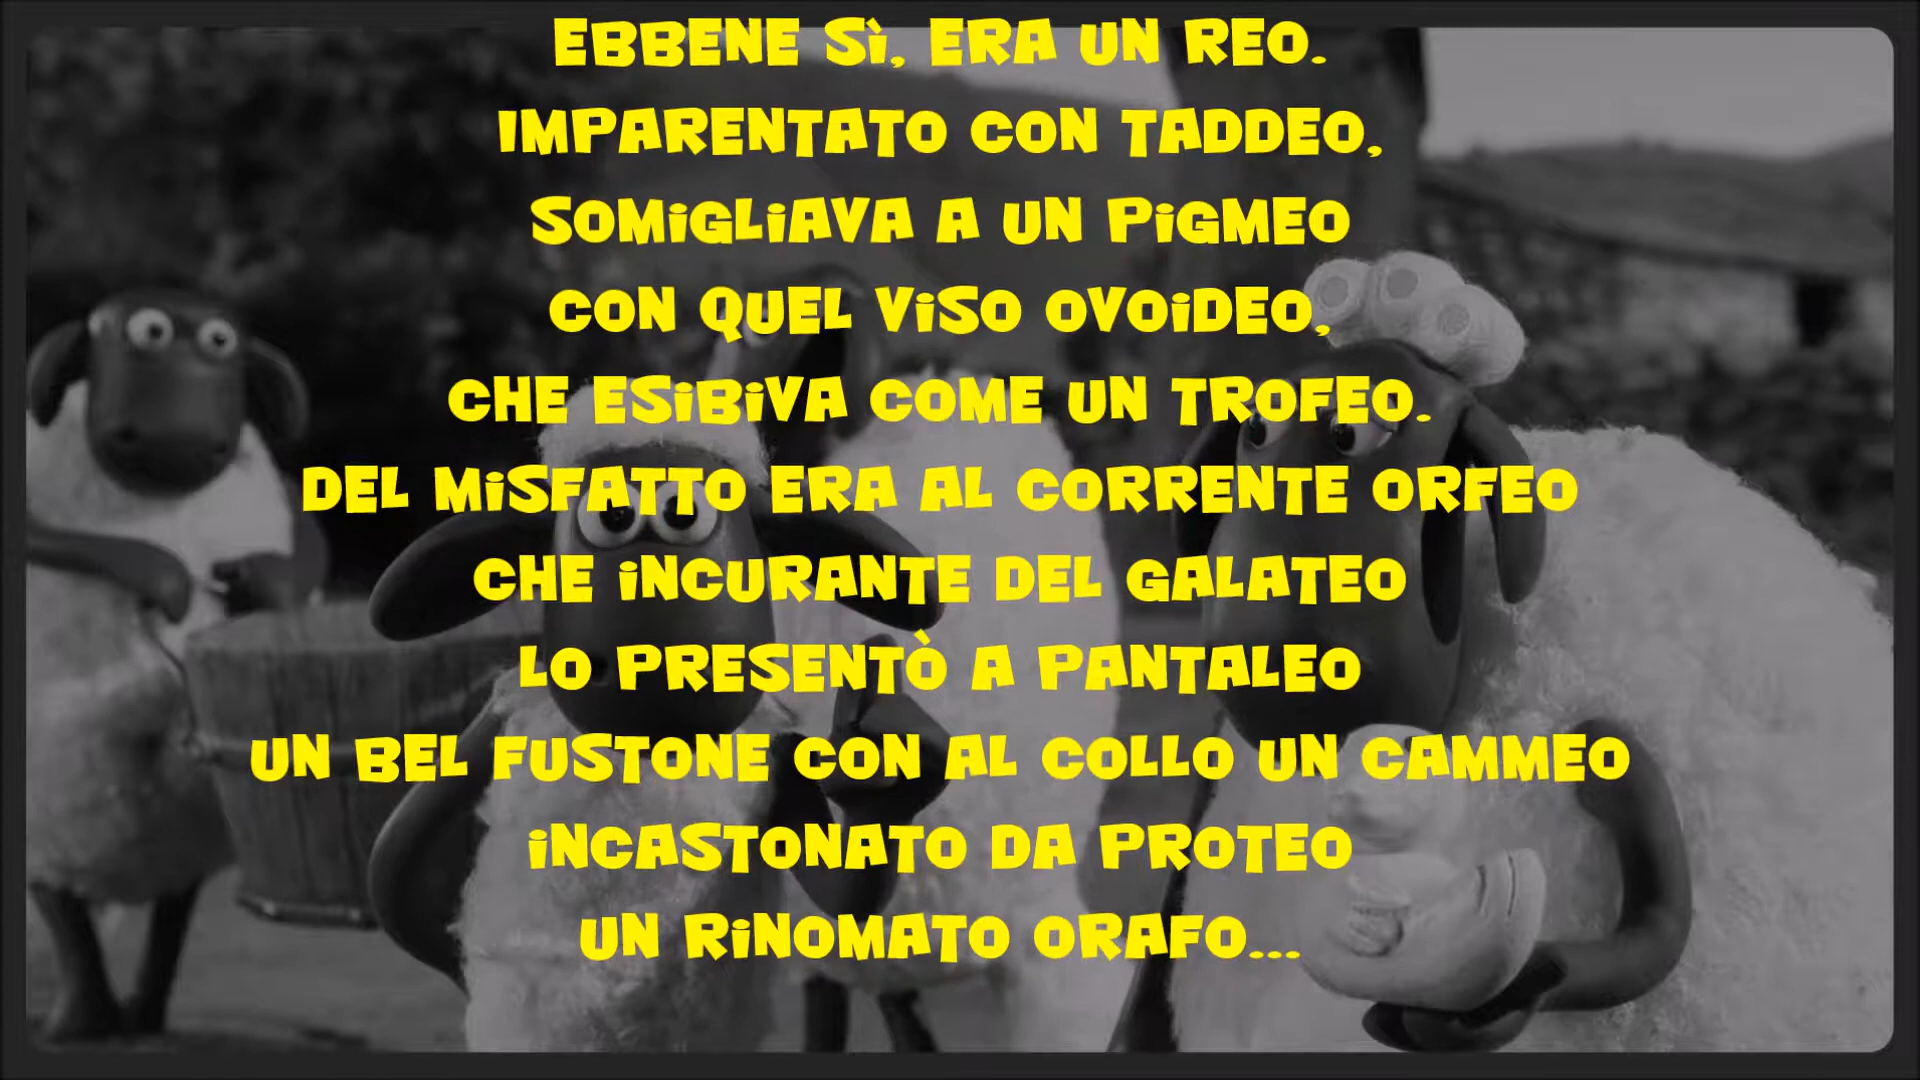 EBBENE SÌ, ERA UN REO.
IMPARENTATO CON TADDEO,
SOMIGLIAVA A UN PIGMEO
CON QUEL VISO OVOIDEO,
CHE ESIBIVA COME UN TROFEO.
DEL MISFATTO ERA AL CORRENTE ORFEO
CHE INCURANTE DEL GALATEO
LO PRESENTÒ A PANTALEO
UN BEL FUSTONE CON AL COLLO UN CAMMEO
INCASTONATO DA PROTEO
UN RINOMATO ORAFO...